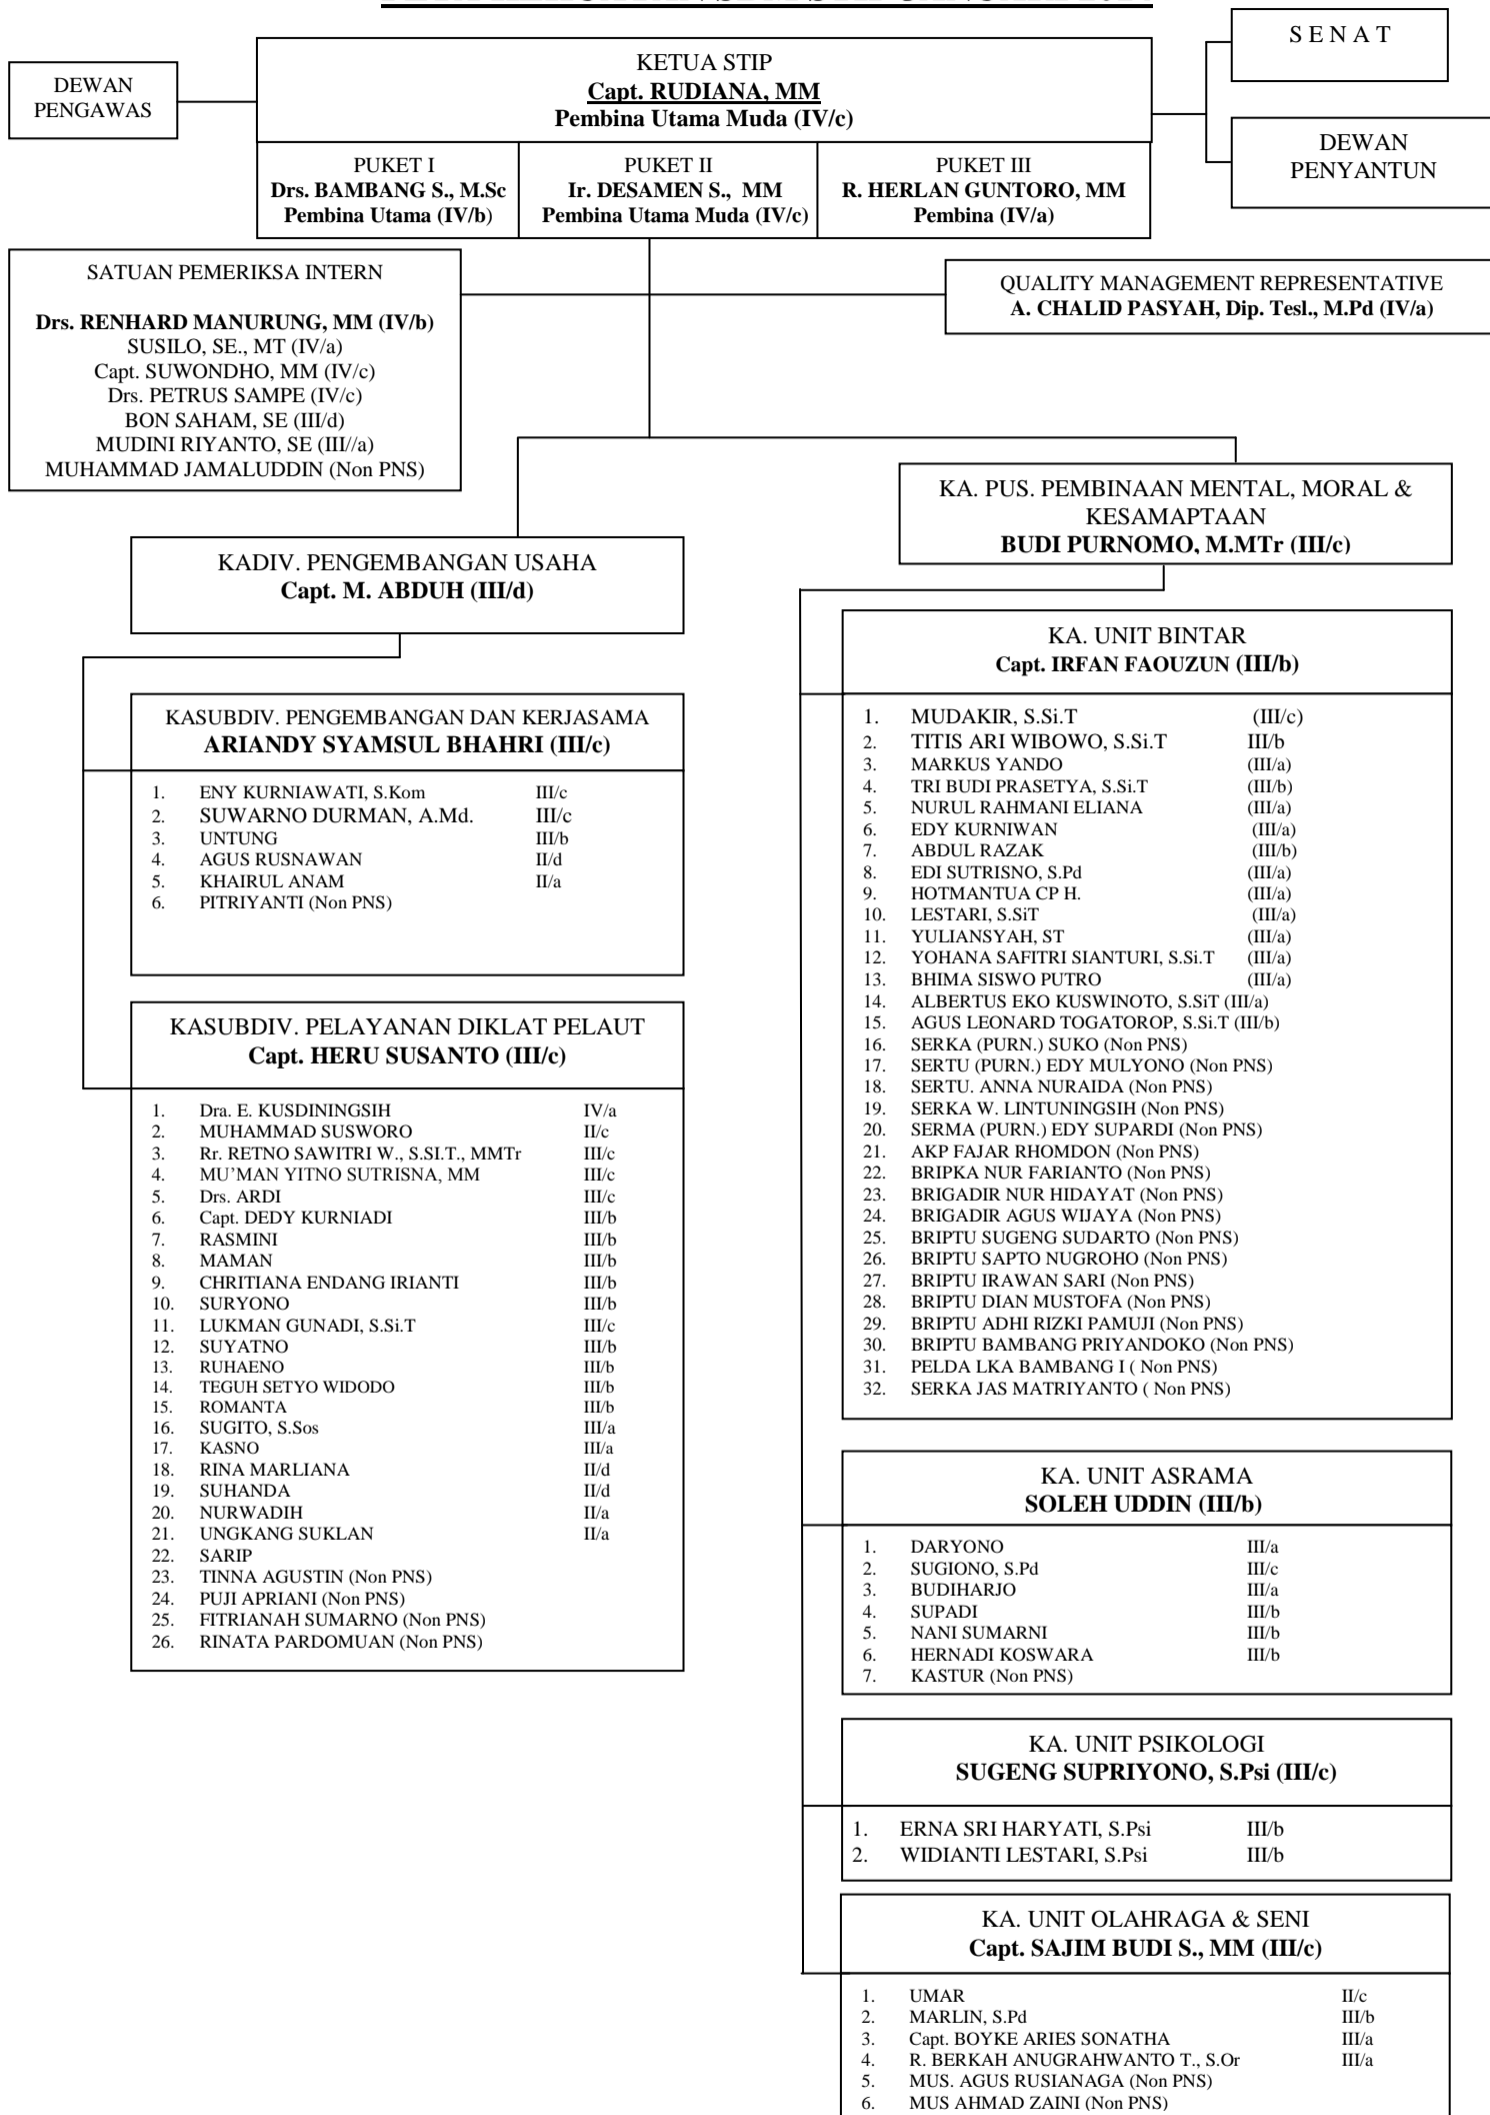 S E N A T
DEWAN
PENGAWAS
KETUA STIP
Capt. RUDIANA, MM
Pembina Utama Muda (IV/c)
DEWAN
PENYANTUN
PUKET I
Drs. BAMBANG S., M.Sc
Pembina Utama (IV/b)
PUKET II
Ir. DESAMEN S., MM
Pembina Utama Muda (IV/c)
PUKET III
R. HERLAN GUNTORO, MM
Pembina (IV/a)
SATUAN PEMERIKSA INTERN
Drs. RENHARD MANURUNG, MM (IV/b)
SUSILO, SE., MT (IV/a)
Capt. SUWONDHO, MM (IV/c)
Drs. PETRUS SAMPE (IV/c)
BON SAHAM, SE (III/d)
MUDINI RIYANTO, SE (III//a)
MUHAMMAD JAMALUDDIN (Non PNS)
QUALITY MANAGEMENT REPRESENTATIVE
A. CHALID PASYAH, Dip. Tesl., M.Pd (IV/a)
KADIV. PENGEMBANGAN USAHA
Capt. M. ABDUH (III/d)
KASUBDIV. PENGEMBANGAN DAN KERJASAMA
ARIANDY SYAMSUL BHAHRI (III/c)
1. ENY KURNIAWATI, S.Kom III/c
2. SUWARNO DURMAN, A.Md. III/c
3. UNTUNG III/b
4. AGUS RUSNAWAN II/d
5. KHAIRUL ANAM II/a
6. PITRIYANTI (Non PNS)
KASUBDIV. PELAYANAN DIKLAT PELAUT
Capt. HERU SUSANTO (III/c)
1. Dra. E. KUSDININGSIH IV/a
2. MUHAMMAD SUSWORO II/c
3. Rr. RETNO SAWITRI W., S.SI.T., MMTr III/c
4. MU’MAN YITNO SUTRISNA, MM III/c
5. Drs. ARDI III/c
6. Capt. DEDY KURNIADI III/b
7. RASMINI III/b
8. MAMAN III/b
9. CHRITIANA ENDANG IRIANTI III/b
10. SURYONO III/b
11. LUKMAN GUNADI, S.Si.T III/c
12. SUYATNO III/b
13. RUHAENO III/b
14. TEGUH SETYO WIDODO III/b
15. ROMANTA III/b
16. SUGITO, S.Sos III/a
17. KASNO III/a
18. RINA MARLIANA II/d
19. SUHANDA II/d
20. NURWADIH II/a
21. UNGKANG SUKLAN II/a
22. SARIP
23. TINNA AGUSTIN (Non PNS)
24. PUJI APRIANI (Non PNS)
25. FITRIANAH SUMARNO (Non PNS)
26. RINATA PARDOMUAN (Non PNS)
KA. PUS. PEMBINAAN MENTAL, MORAL &
KESAMAPTAAN
BUDI PURNOMO, M.MTr (III/c)
KA. UNIT BINTAR
Capt. IRFAN FAOUZUN (III/b)
1. MUDAKIR, S.Si.T (III/c)
2. TITIS ARI WIBOWO, S.Si.T III/b
3. MARKUS YANDO (III/a)
4. TRI BUDI PRASETYA, S.Si.T (III/b)
5. NURUL RAHMANI ELIANA (III/a)
6. EDY KURNIWAN (III/a)
7. ABDUL RAZAK (III/b)
8. EDI SUTRISNO, S.Pd (III/a)
9. HOTMANTUA CP H. (III/a)
10. LESTARI, S.SiT (III/a)
11. YULIANSYAH, ST (III/a)
12. YOHANA SAFITRI SIANTURI, S.Si.T (III/a)
13. BHIMA SISWO PUTRO (III/a)
14. ALBERTUS EKO KUSWINOTO, S.SiT (III/a)
15. AGUS LEONARD TOGATOROP, S.Si.T (III/b)
16. SERKA (PURN.) SUKO (Non PNS)
17. SERTU (PURN.) EDY MULYONO (Non PNS)
18. SERTU. ANNA NURAIDA (Non PNS)
19. SERKA W. LINTUNINGSIH (Non PNS)
20. SERMA (PURN.) EDY SUPARDI (Non PNS)
21. AKP FAJAR RHOMDON (Non PNS)
22. BRIPKA NUR FARIANTO (Non PNS)
23. BRIGADIR NUR HIDAYAT (Non PNS)
24. BRIGADIR AGUS WIJAYA (Non PNS)
25. BRIPTU SUGENG SUDARTO (Non PNS)
26. BRIPTU SAPTO NUGROHO (Non PNS)
27. BRIPTU IRAWAN SARI (Non PNS)
28. BRIPTU DIAN MUSTOFA (Non PNS)
29. BRIPTU ADHI RIZKI PAMUJI (Non PNS)
30. BRIPTU BAMBANG PRIYANDOKO (Non PNS)
31. PELDA LKA BAMBANG I ( Non PNS)
32. SERKA JAS MATRIYANTO ( Non PNS)
KA. UNIT ASRAMA
SOLEH UDDIN (III/b)
1. DARYONO III/a
2. SUGIONO, S.Pd III/c
3. BUDIHARJO III/a
4. SUPADI III/b
5. NANI SUMARNI III/b
6. HERNADI KOSWARA III/b
7. KASTUR (Non PNS)
KA. UNIT PSIKOLOGI
SUGENG SUPRIYONO, S.Psi (III/c)
1. ERNA SRI HARYATI, S.Psi III/b
2. WIDIANTI LESTARI, S.Psi III/b
KA. UNIT OLAHRAGA & SENI
Capt. SAJIM BUDI S., MM (III/c)
1. UMAR II/c
2. MARLIN, S.Pd III/b
3. Capt. BOYKE ARIES SONATHA III/a
4. R. BERKAH ANUGRAHWANTO T., S.Or III/a
5. MUS. AGUS RUSIANAGA (Non PNS)
6. MUS AHMAD ZAINI (Non PNS)